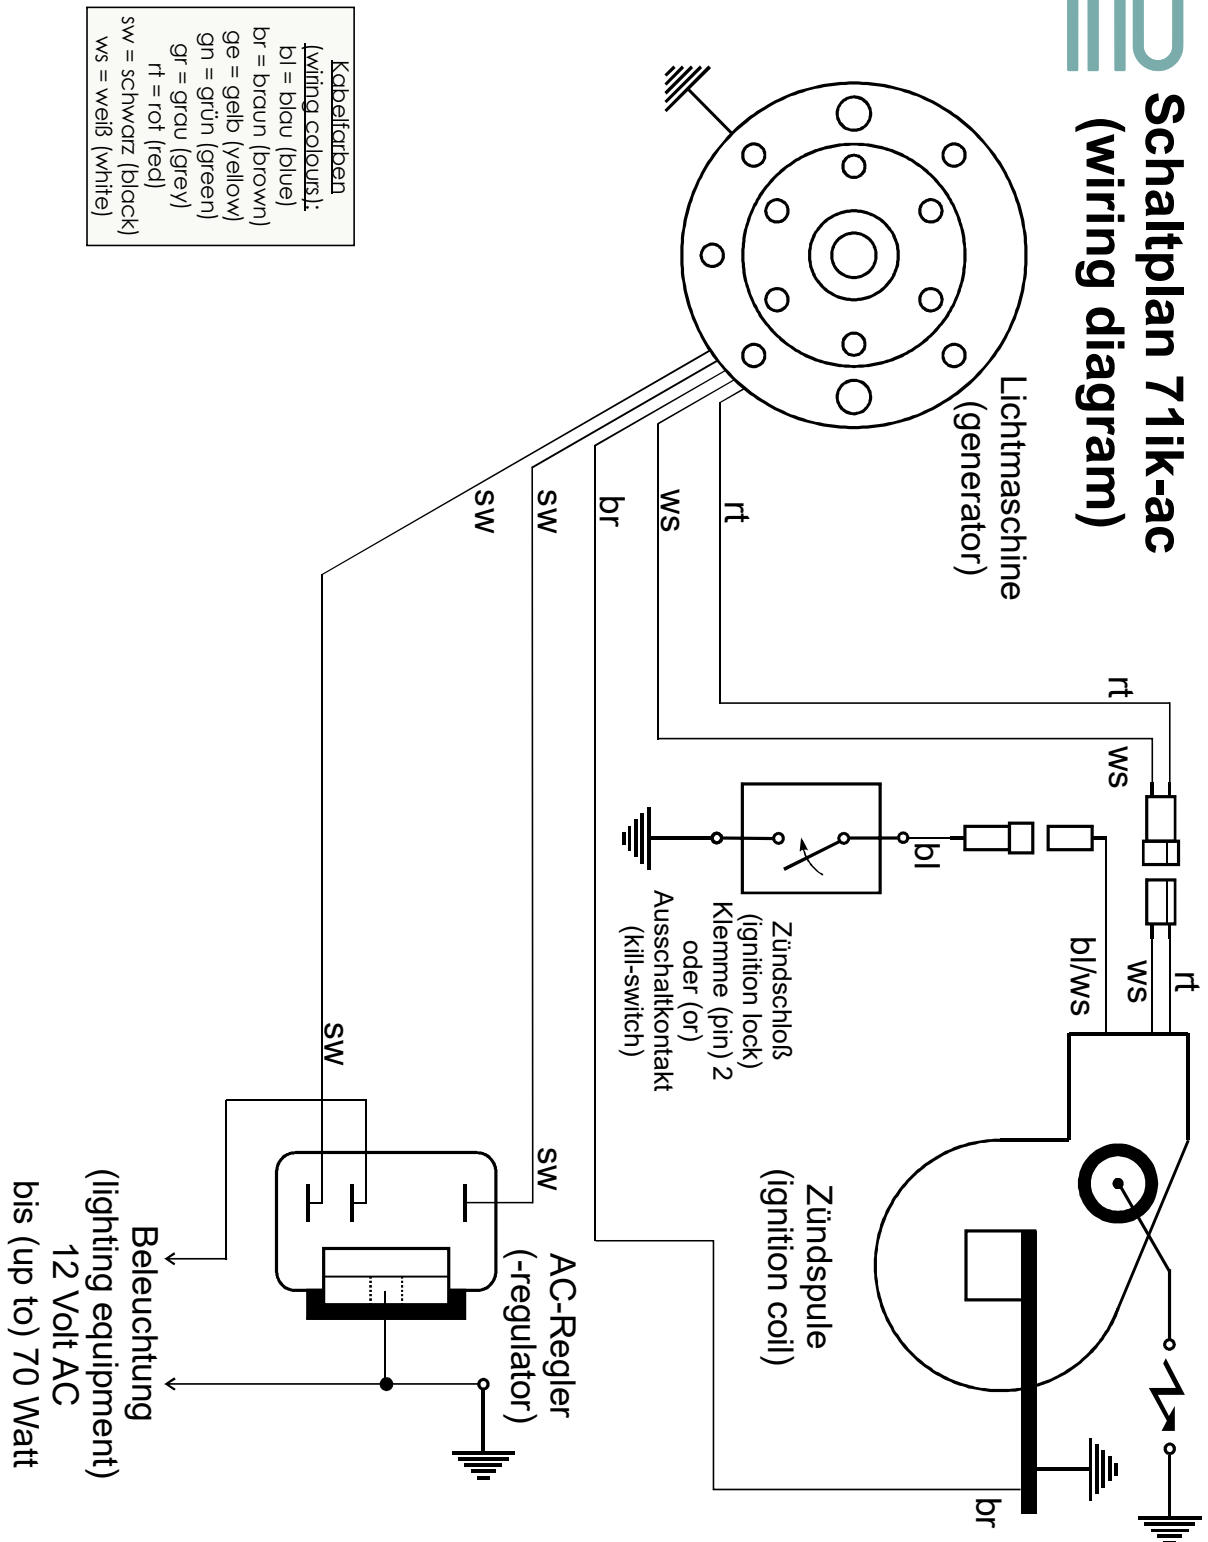 Schaltplan 71ik-ac
(wiring diagram)
Lichtmaschine
(generator)
rt
ws
br
sw
sw
rt
ws
rt
ws
bl/ws
bl
Zündschloß
(ignition lock)
Klemme (pin) 2
oder (or)
Ausschaltkontakt
(kill-switch)
Zündspule
(ignition coil)
br
sw
sw
AC-Regler
(-regulator)
Beleuchtung
(lighting equipment)
12 Volt AC
bis (up to) 70 Watt
Kabelfarben
(wiring colours):
bl = blau (blue)
br = braun (brown)
ge = gelb (yellow)
gn = grün (green)
gr = grau (grey)
rt = rot (red)
sw = schwarz (black)
ws = weiß (white)